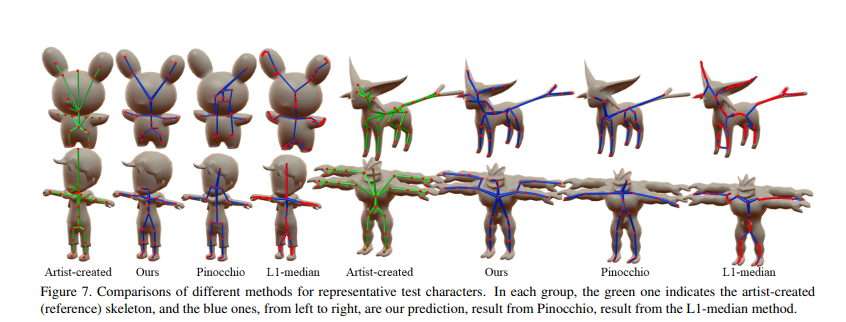 Artist-created Ours Pinocchio L1-median Artist-created Ours Pinocchio L1-median
Figure 7. Comparisons of different methods for representative test characters. In each group, the green one indicates the artist-created
(reference) skeleton, and the blue ones, from left to right, are our prediction, result from Pinocchio, result from the L1-median method.